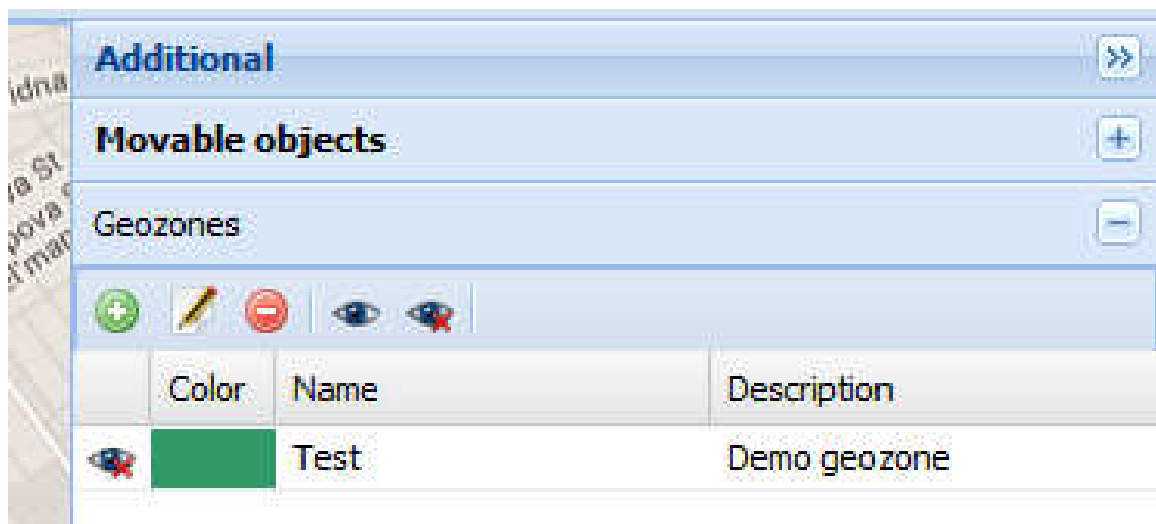 Additional
Movable objects
Geozones
Color Name Description
Test Demo geozone